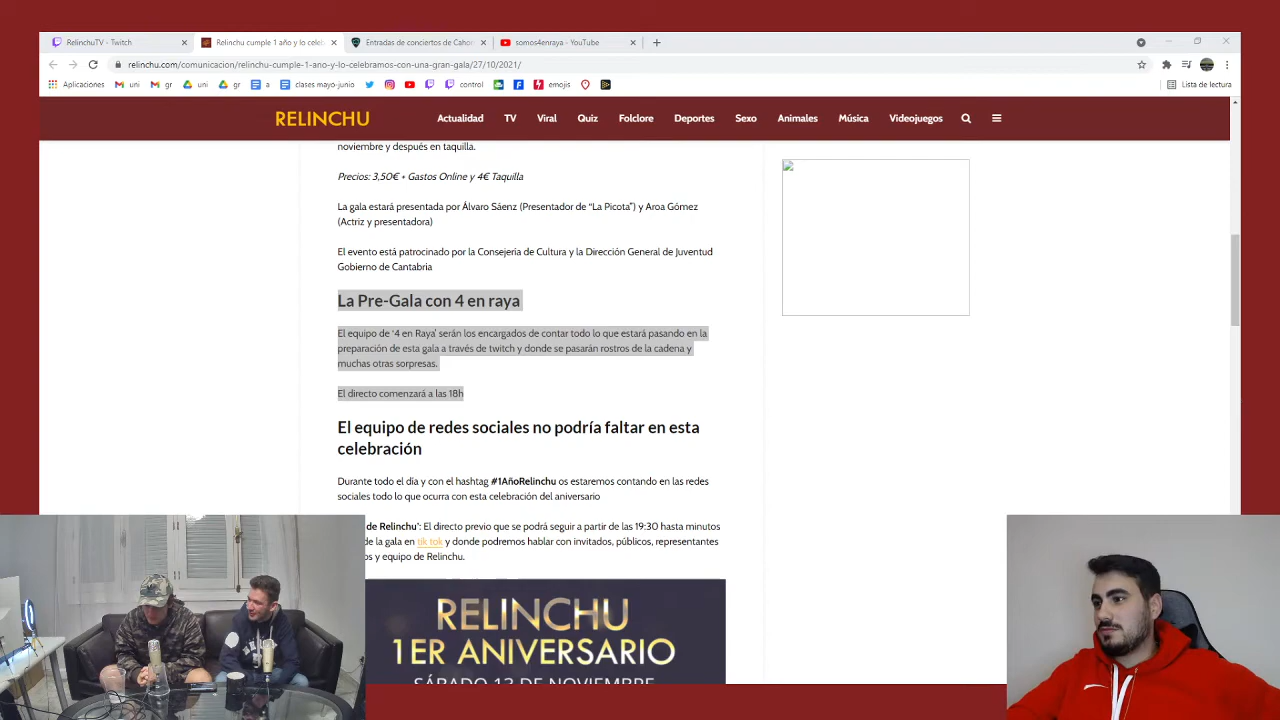 RelinchuTV - Twitch
Relinchu cumple 1 año y lo celeb
Entradas de conciertos de Cahor
somos4enraya - YouTube
relinchu.com/comunicacion/relinchu-cumple-1-ano-y-lo-celebramos-con-una-gran-gala/27/10/2021/
Aplicaciones uni gr uni gr a clases mayo-junio control emojis Lista de lectura
RELINCHU Actualidad TV Viral Quiz Folclore Deportes Sexo Animales Música Videojuegos
noviembre y después en taquilla.
Precios: 3,50€ + Gastos Online y 4€ Taquilla
La gala estará presentada por Álvaro Sáenz (Presentador de “La Picota”) y Aroa Gómez
(Actriz y presentadora)
El evento está patrocinado por la Consejería de Cultura y la Dirección General de Juventud
Gobierno de Cantabria
La Pre-Gala con 4 en raya
El equipo de ‘4 en Raya’ serán los encargados de contar todo lo que estará pasando en la
preparación de esta gala a través de twitch y donde se pasarán rostros de la cadena y
muchas otras sorpresas.
El directo comenzará a las 18h
El equipo de redes sociales no podría faltar en esta
celebración
Durante todo el día y con el hashtag #1AñoRelinchu os estaremos contando en las redes
sociales todo lo que ocurra con esta celebración del aniversario
de Relinchu’: El directo previo que se podrá seguir a partir de las 19:30 hasta minutos
de la gala en tik tok y donde podremos hablar con invitados, públicos, representantes
os y equipo de Relinchu.
RELINCHU
1ER ANIVERSARIO
SÁBADO 13 DE NOVIEMBRE